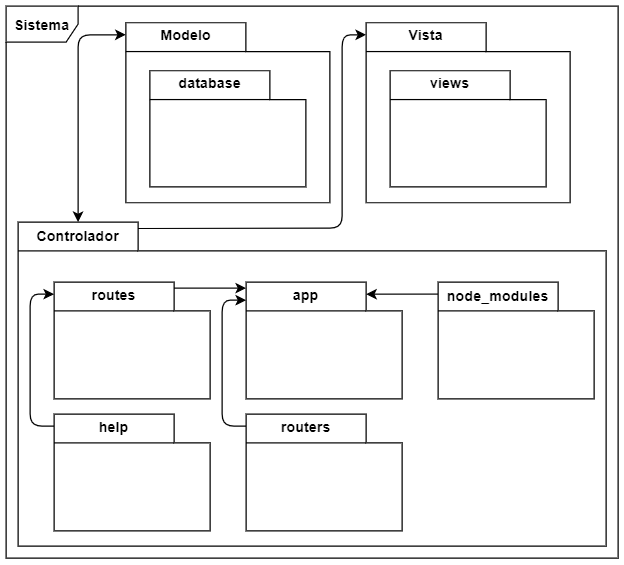 Sistema
Modelo
Vista
database
views
Controlador
routes
app
node_modules
help
routers